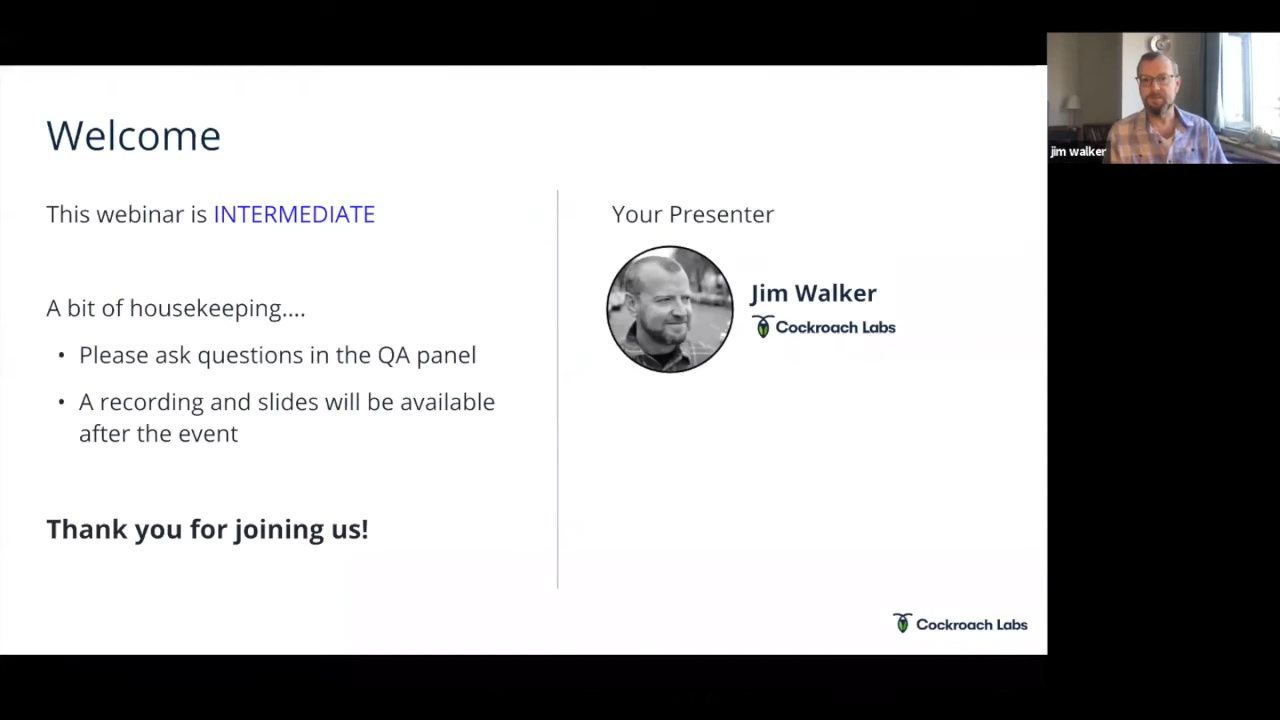 Welcome
This webinar is INTERMEDIATE
A bit of housekeeping....
• Please ask questions in the QA panel
• A recording and slides will be available
after the event
Thank you for joining us!
Your Presenter
Jim Walker
Cockroach Labs
Cockroach Labs
jim walker